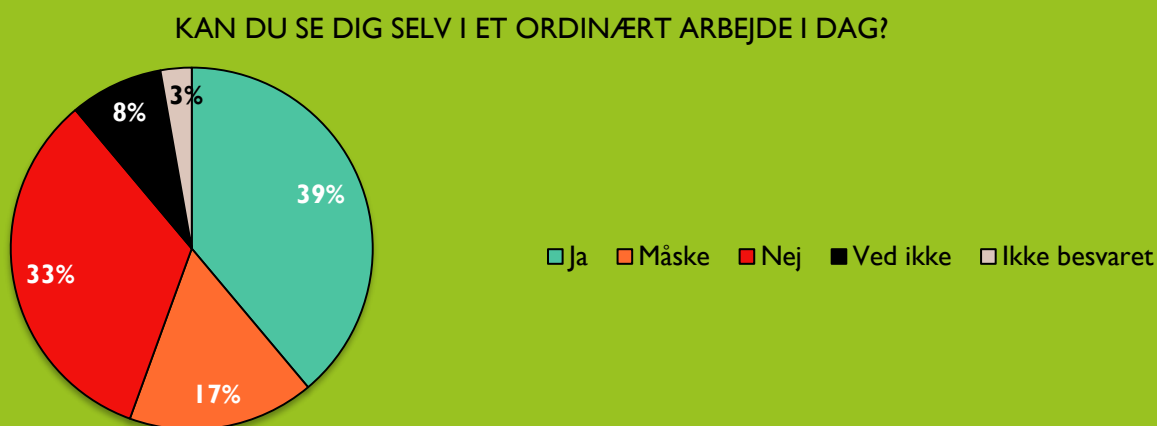 KAN DU SE DIG SELV I ET ORDINÆRT ARBEJDE I DAG?
3%
8%
39%
33%
17%
Ja Måske Nej Ved ikke Ikke besvaret